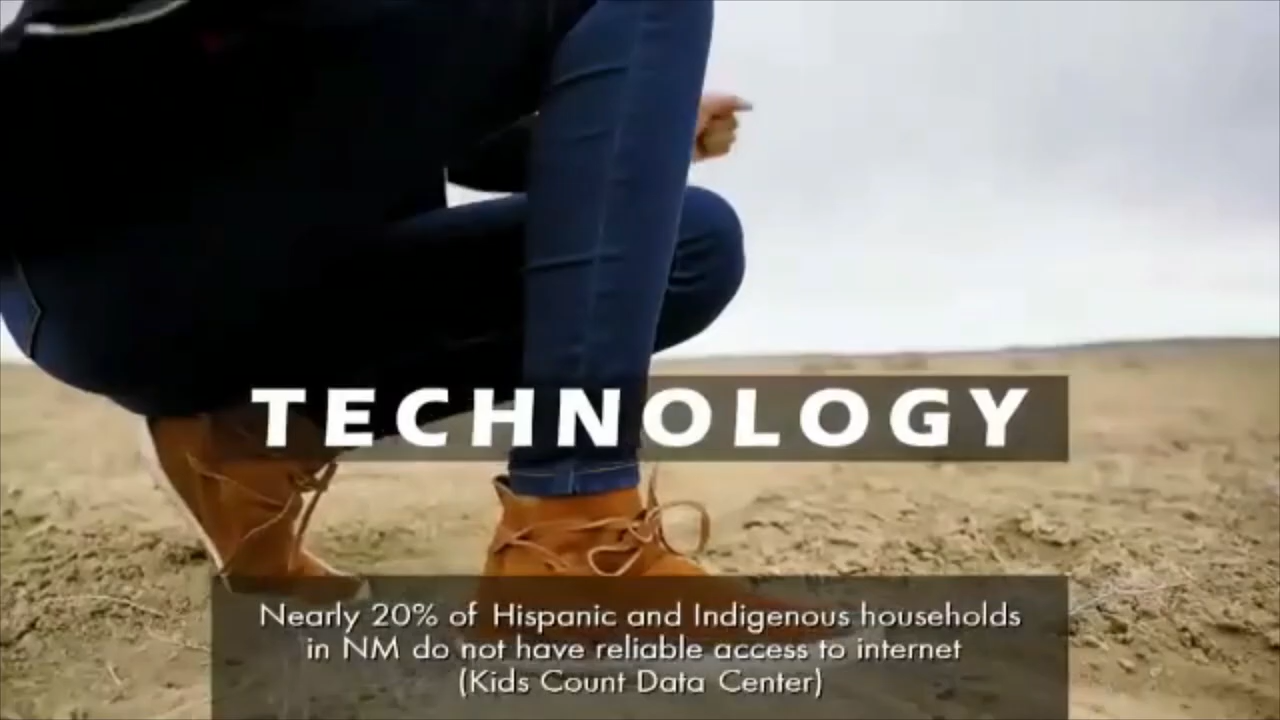 TECHNOLOGY
Nearly 20% of Hispanic and Indigenous households
in NM do not have reliable access to internet
(Kids Count Data Center)